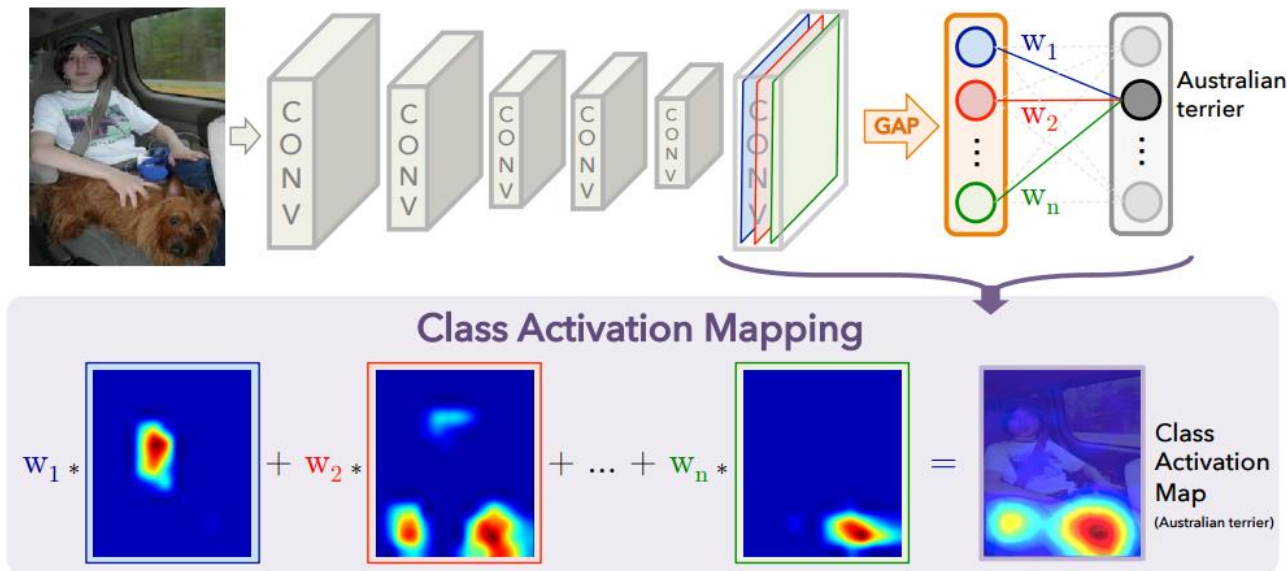 CONV
CONV
CONV
CONV
CONV
CONV
GAP
w1
w2
⋮
wn
⋮
Australian
terrier
Class Activation Mapping
w1 * + w2 * + ... + wn * =
Class
Activation
Map
(Australian terrier)